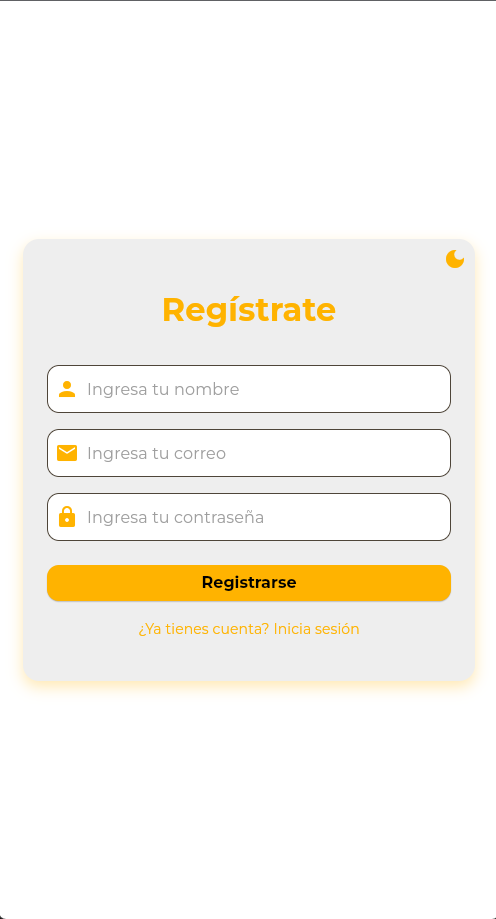 Regístrate
Ingresa tu nombre
Ingresa tu correo
Ingresa tu contraseña
Registrarse
¿Ya tienes cuenta? Inicia sesión